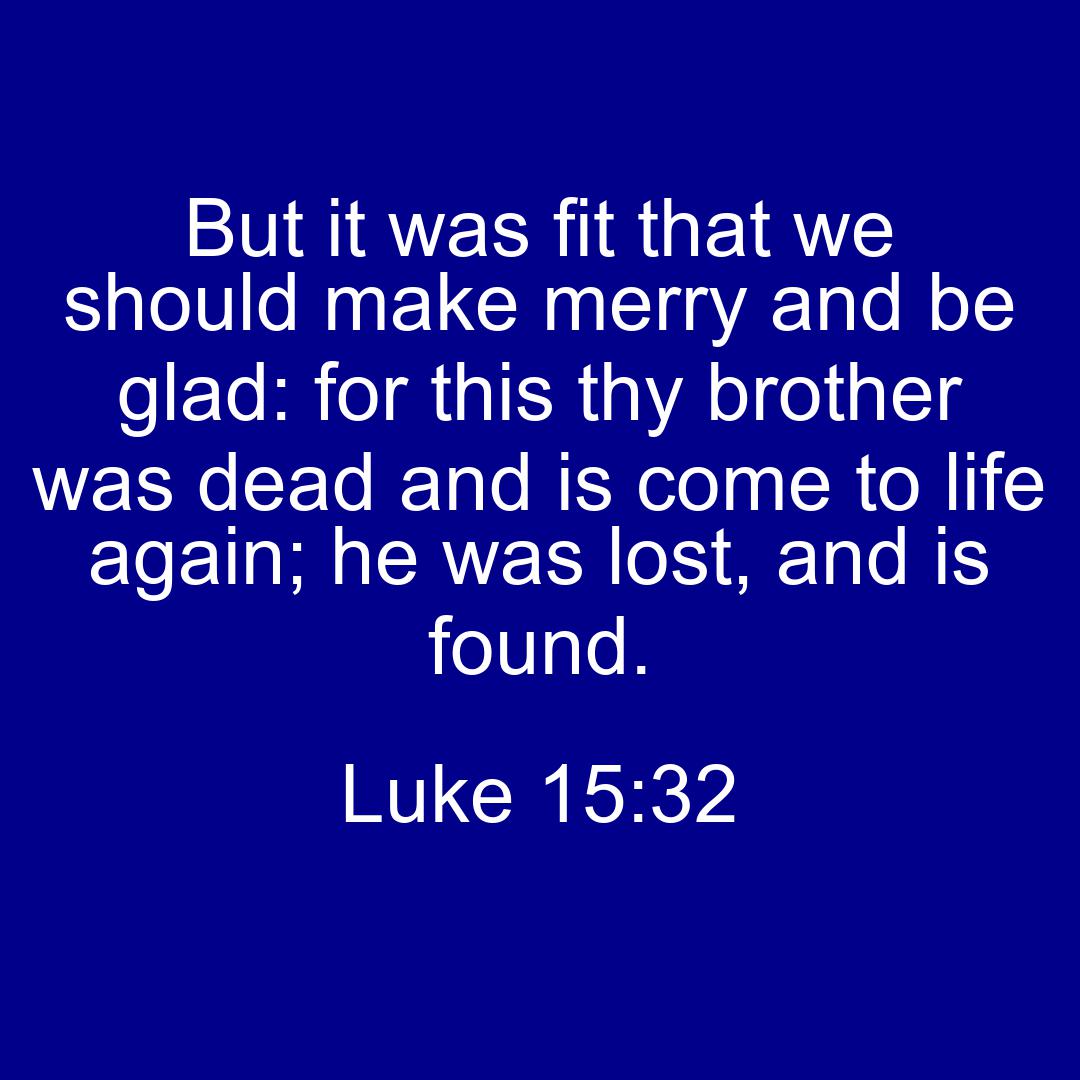 But it was fit that we
should make merry and be
glad: for this thy brother
was dead and is come to life
again; he was lost, and is
found.
Luke 15:32